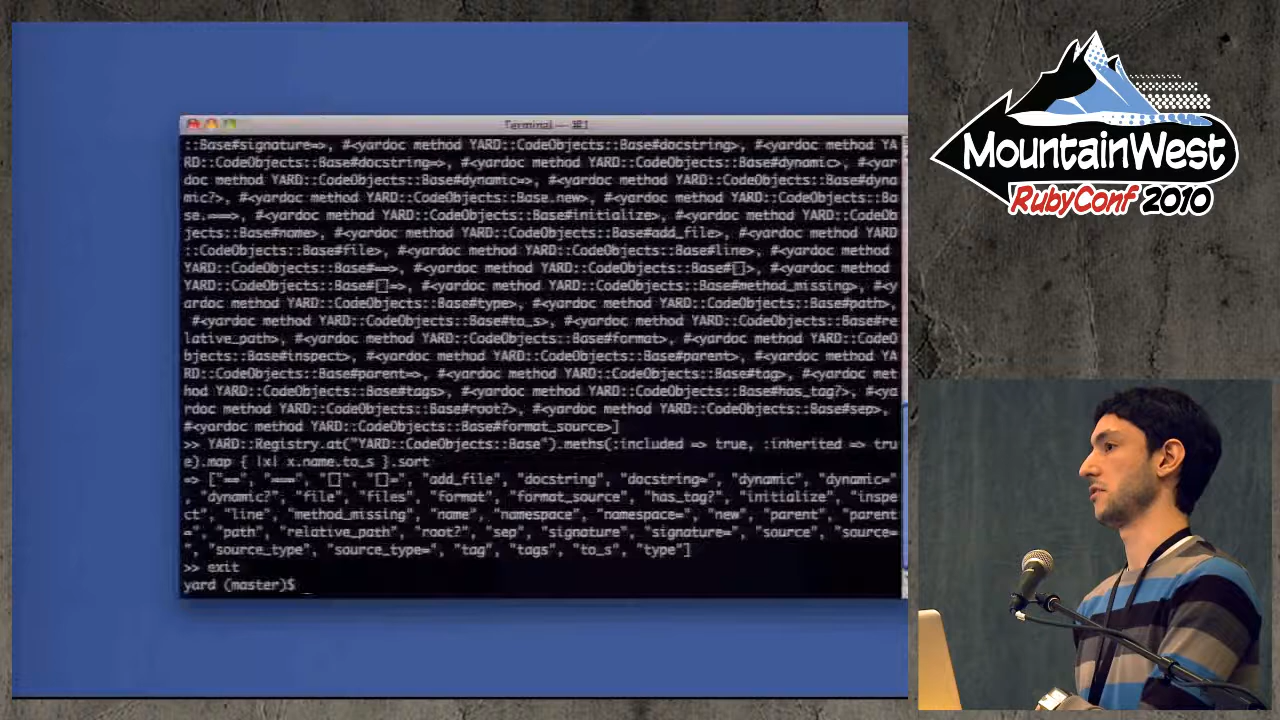 Terminal — ⌘1
::Base#signature=>, #<yardoc method YARD::CodeObjects::Base#docstring>, #<yardoc method YA
RD::CodeObjects::Base#docstring=>, #<yardoc method YARD::CodeObjects::Base#dynamic>, #<yar
doc method YARD::CodeObjects::Base#dynamic=>, #<yardoc method YARD::CodeObjects::Base#dyna
mic?>, #<yardoc method YARD::CodeObjects::Base.new>, #<yardoc method YARD::CodeObjects::Ba
se.===>, #<yardoc method YARD::CodeObjects::Base#initialize>, #<yardoc method YARD::CodeOb
jects::Base#name>, #<yardoc method YARD::CodeObjects::Base#add_file>, #<yardoc method YARD
::CodeObjects::Base#file>, #<yardoc method YARD::CodeObjects::Base#line>, #<yardoc method
YARD::CodeObjects::Base#==>, #<yardoc method YARD::CodeObjects::Base#[]>, #<yardoc method
YARD::CodeObjects::Base#[]=>, #<yardoc method YARD::CodeObjects::Base#method_missing>, #<y
ardoc method YARD::CodeObjects::Base#type>, #<yardoc method YARD::CodeObjects::Base#path>,
#<yardoc method YARD::CodeObjects::Base#to_s>, #<yardoc method YARD::CodeObjects::Base#re
lative_path>, #<yardoc method YARD::CodeObjects::Base#format>, #<yardoc method YARD::CodeO
bjects::Base#inspect>, #<yardoc method YARD::CodeObjects::Base#parent>, #<yardoc method YA
RD::CodeObjects::Base#parent=>, #<yardoc method YARD::CodeObjects::Base#tag>, #<yardoc met
hod YARD::CodeObjects::Base#tags>, #<yardoc method YARD::CodeObjects::Base#has_tag?>, #<ya
rdoc method YARD::CodeObjects::Base#root?>, #<yardoc method YARD::CodeObjects::Base#sep>,
#<yardoc method YARD::CodeObjects::Base#format_source>]
>> YARD::Registry.at("YARD::CodeObjects::Base").meths(:included => true, :inherited => tru
e).map { |x| x.name.to_s }.sort
=> ["==", "===", "[]", "[]=", "add_file", "docstring", "docstring=", "dynamic", "dynamic="
, "dynamic?", "file", "files", "format", "format_source", "has_tag?", "initialize", "inspe
ct", "line", "method_missing", "name", "namespace", "namespace=", "new", "parent", "parent
=", "path", "relative_path", "root?", "sep", "signature", "signature=", "source", "source=
", "source_type", "source_type=", "tag", "tags", "to_s", "type"]
>> exit
yard (master)$
MountainWest
RubyConf 2010